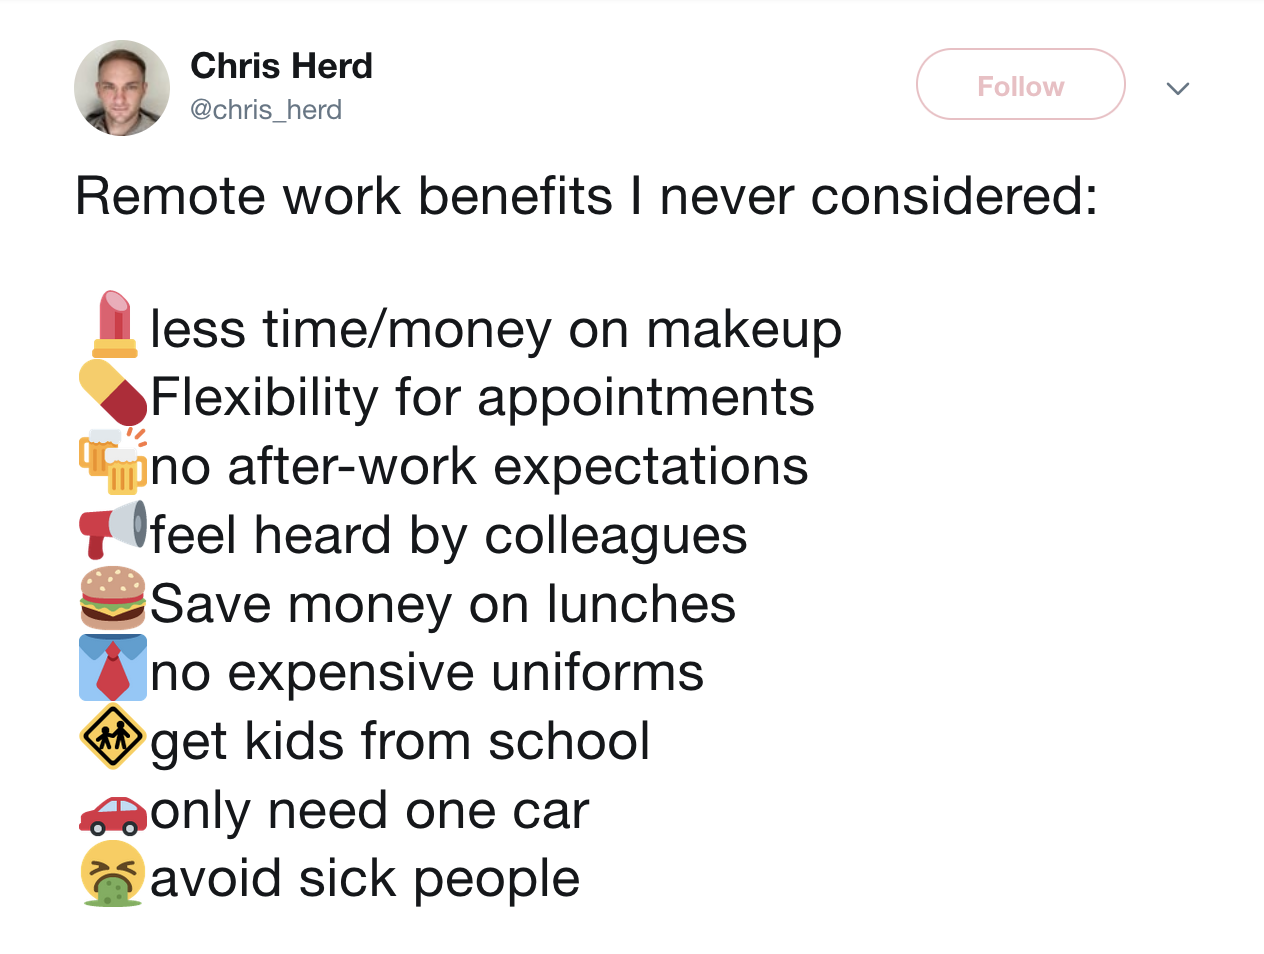 Chris Herd
@chris_herd
Follow
Remote work benefits I never considered:
💄less time/money on makeup
💊Flexibility for appointments
🍻no after-work expectations
📣feel heard by colleagues
🍔Save money on lunches
👔no expensive uniforms
🚸get kids from school
🚗only need one car
🤮avoid sick people